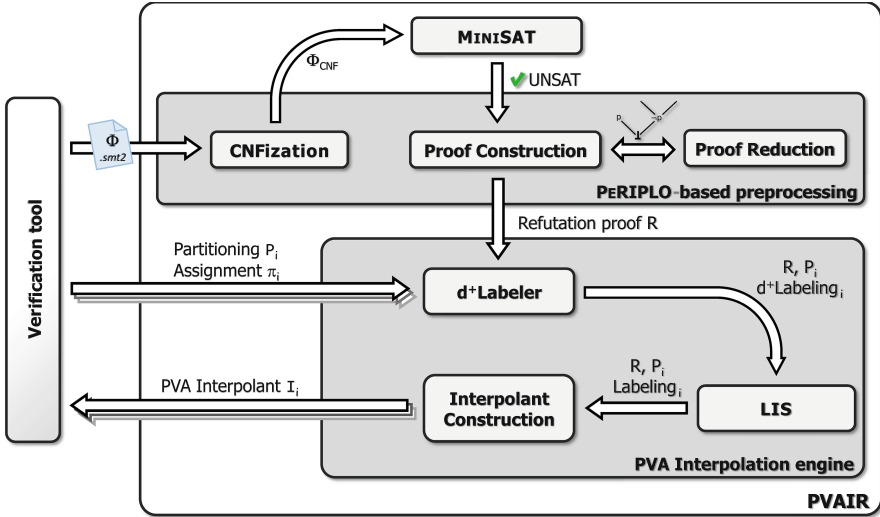 MINISAT
ΦCNF
✔UNSAT
Φ
.smt2
CNFization
Proof Construction
p
¬p
⊥
Proof Reduction
PERIPLO-based preprocessing
Verification tool
Refutation proof R
Partitioning Pi
Assignment πi
d+Labeler
R, Pi
d+Labelingi
PVA Interpolant Ii
Interpolant
Construction
R, Pi
Labelingi
LIS
PVA Interpolation engine
PVAIR